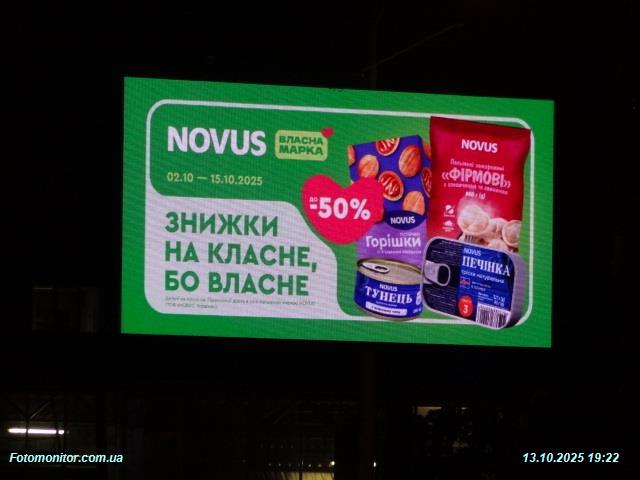 NOVUS
ВЛАСНА
МАРКА
02.10 — 15.10.2025
ЗНИЖКИ
НА КЛАСНЕ,
БО ВЛАСНЕ
ДО
-50%
NOVUS
Горішки
NOVUS
«ФІРМОВІ»
NOVUS
ТУНЕЦЬ
NOVUS
ПЕЧІНКА
3
Fotomonitor.com.ua
13.10.2025 19:22